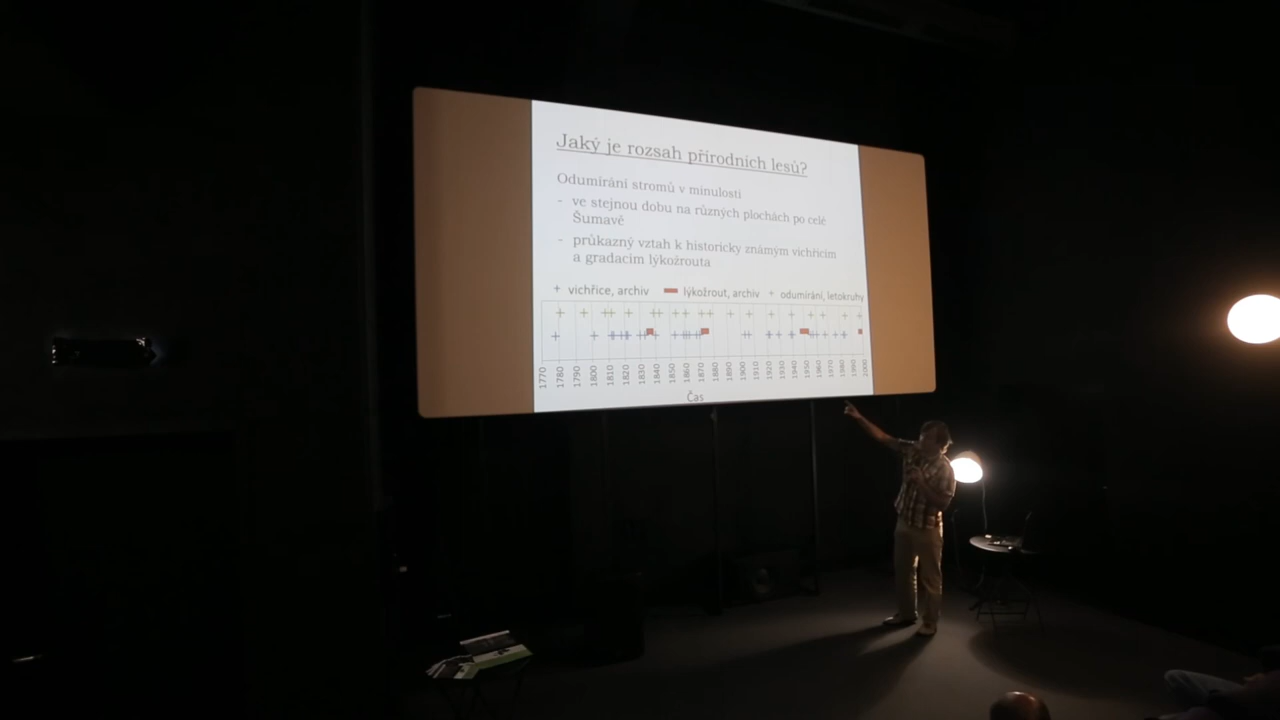 Jaký je rozsah přírodních lesů?
Odumírání stromů v minulosti
- ve stejnou dobu na různých plochách po celé
Šumavě
- průkazný vztah k historicky známým vichřicím
a gradacím lýkožrouta
+ vichřice, archiv lýkožrout, archiv + odumírání, letokruhy
1770 1780 1790 1800 1810 1820 1830 1840 1850 1860 1870 1880 1890 1900 1910 1920 1930 1940 1950 1960 1970 1980 1990 2000
Čas